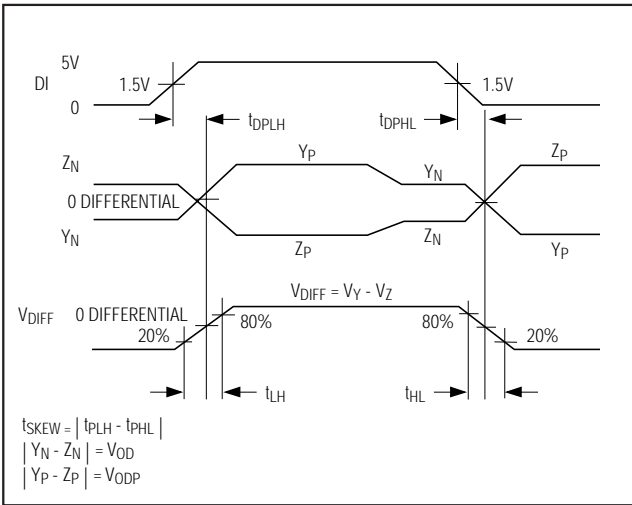 5V
DI
1.5V
1.5V
0
tDPLH
tDPHL
ZN
YP
YN
ZP
0 DIFFERENTIAL
YN
ZP
ZN
YP
VDIFF = VY - VZ
VDIFF 0 DIFFERENTIAL
20%
80%
80%
20%
tLH
tHL
tSKEW = | tPLH - tPHL |
| YN - ZN | = VOD
| YP - ZP | = VODP